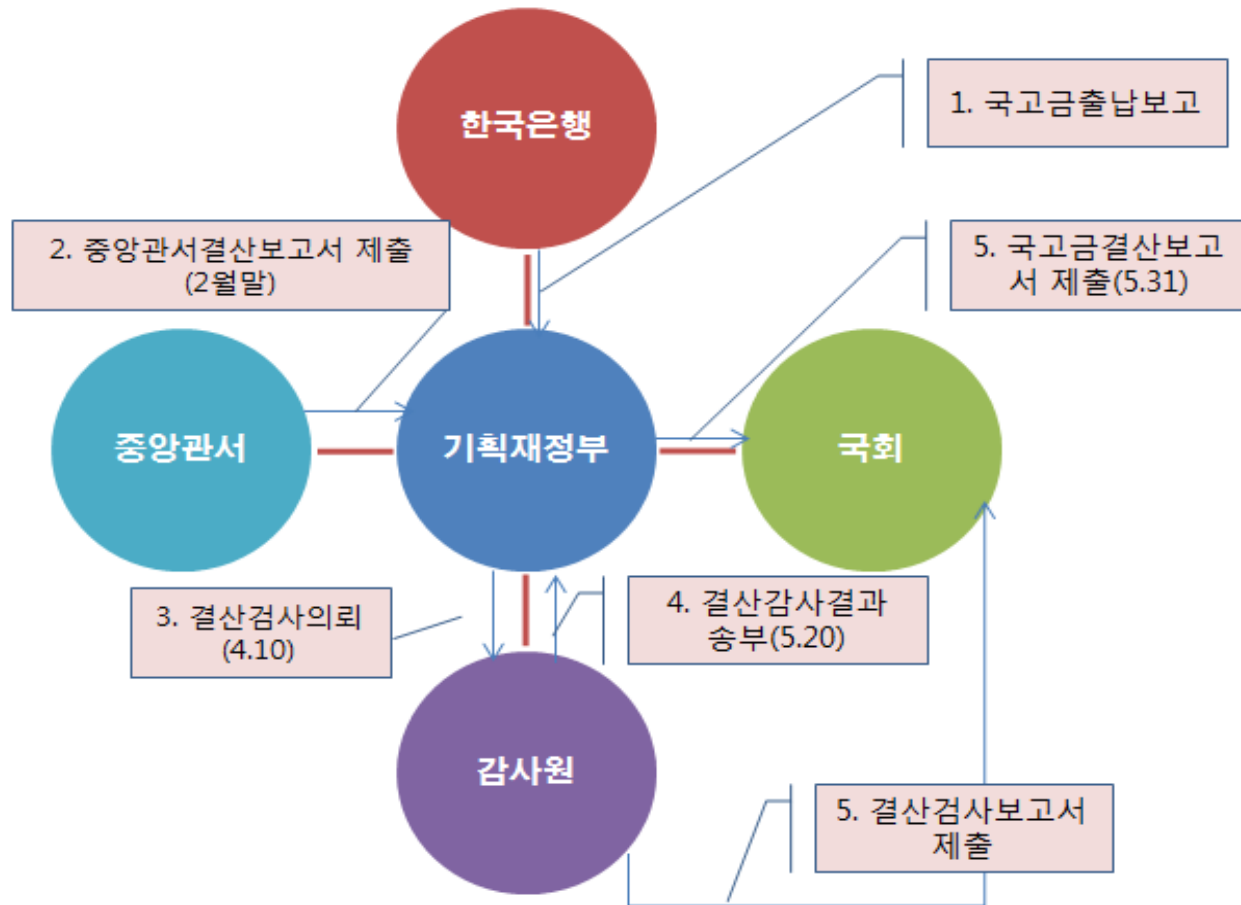 한국은행
1. 국고금출납보고
2. 중앙관서결산보고서 제출
(2월말)
5. 국고금결산보고
서 제출(5.31)
중앙관서
기획재정부
국회
3. 결산검사의뢰
(4.10)
4. 결산감사결과
송부(5.20)
감사원
5. 결산검사보고서
제출